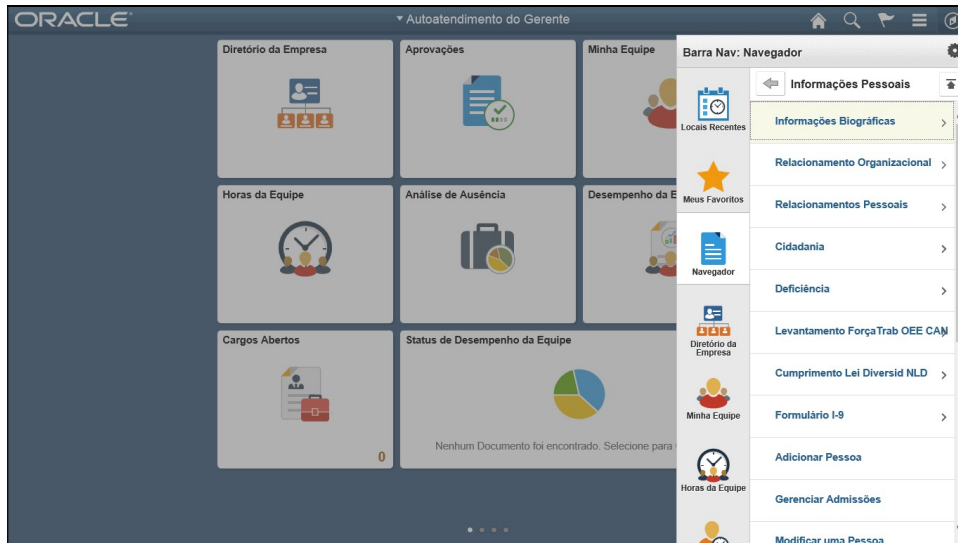 ORACLE
Autoatendimento do Gerente
Diretório da Empresa
Aprovações
Minha Equipe
Horas da Equipe
Análise de Ausência
Desempenho da E
Cargos Abertos
0
Status de Desempenho da Equipe
Nenhum Documento foi encontrado. Selecione para
Barra Nav: Navegador
Locais Recentes
Meus Favoritos
Navegador
Diretório da
Empresa
Minha Equipe
Horas da Equipe
Informações Pessoais
Informações Biográficas
Relacionamento Organizacional
Relacionamentos Pessoais
Cidadania
Deficiência
Levantamento ForçaTrab OEE CAN
Cumprimento Lei Diversid NLD
Formulário I-9
Adicionar Pessoa
Gerenciar Admissões
Modificar uma Pessoa